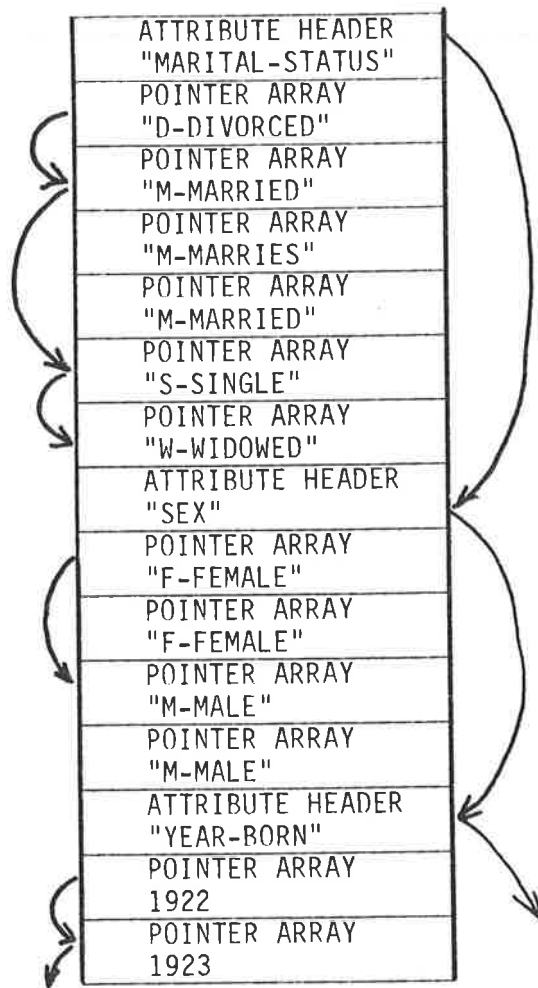 ATTRIBUTE HEADER
"MARITAL-STATUS"
POINTER ARRAY
"D-DIVORCED"
POINTER ARRAY
"M-MARRIED"
POINTER ARRAY
"M-MARRIES"
POINTER ARRAY
"M-MARRIED"
POINTER ARRAY
"S-SINGLE"
POINTER ARRAY
"W-WIDOWED"
ATTRIBUTE HEADER
"SEX"
POINTER ARRAY
"F-FEMALE"
POINTER ARRAY
"F-FEMALE"
POINTER ARRAY
"M-MALE"
POINTER ARRAY
"M-MALE"
ATTRIBUTE HEADER
"YEAR-BORN"
POINTER ARRAY
1922
POINTER ARRAY
1923